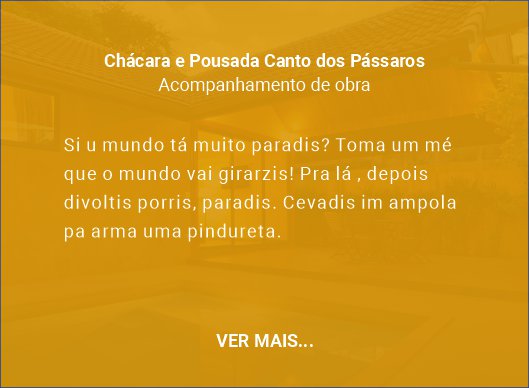 Chácara e Pousada Canto dos Pássaros
Acompanhamento de obra
Si u mundo tá muito paradis? Toma um mé
que o mundo vai girarzis! Pra lá , depois
divoltis porris, paradis. Cevadis im ampola
pa arma uma pindureta.
VER MAIS...